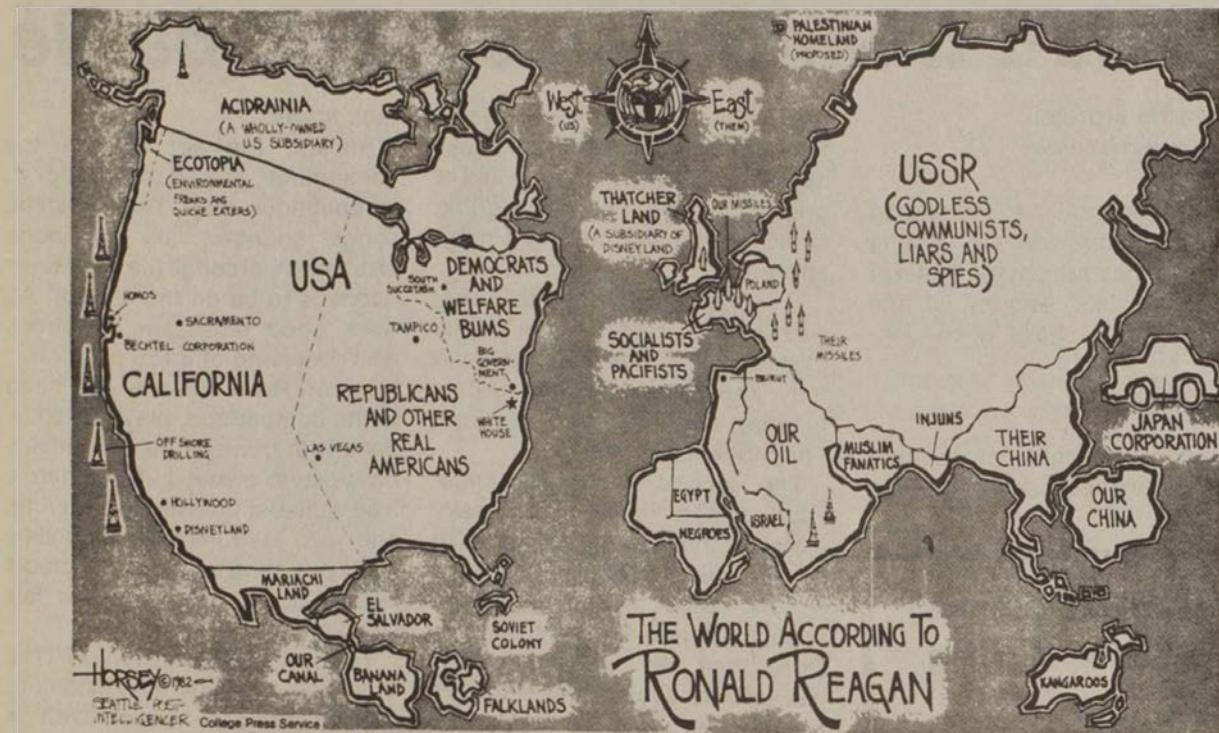 ACIDRAINIA
(A WHOLLY-OWNED
U.S SUBSIDIARY)
ECOTOPIA
(ENVIRONMENTAL
FREAKS AND
QUICHE EATERS)
USA
HOMOS
SACRAMENTO
BECHTEL CORPORATION
CALIFORNIA
OFF SHORE
DRILLING
HOLLYWOOD
DISNEYLAND
LAS VEGAS
SOUTH
SUCCOTASH
TAMPICO
DEMOCRATS
AND
WELFARE
BUMS
BIG
GOVERN-
MENT
WHITE
HOUSE
REPUBLICANS
AND OTHER
REAL
AMERICANS
MARIACHI
LAND
EL
SALVADOR
OUR
CANAL
BANANA
LAND
SOVIET
COLONY
FALKLANDS
HORSEY ©1982
SEATTLE POST-
INTELLIGENCER
College Press Service
West
(US)
East
(THEM)
PALESTINIAN
HOMELAND
(PROPOSED)
THATCHER
LAND
(A SUBSIDIARY OF
DISNEYLAND
OUR MISSILES
POLAND
SOCIALISTS
AND
PACIFISTS
USSR
(GODLESS
COMMUNISTS,
LIARS AND
SPIES)
THEIR
MISSILES
BEIRUT
OUR
OIL
EGYPT
NEGROES
ISRAEL
MUSLIM
FANATICS
INJUNS
THEIR
CHINA
JAPAN
CORPORATION
OUR
CHINA
KANGAROOS
THE WORLD ACCORDING TO
RONALD REAGAN